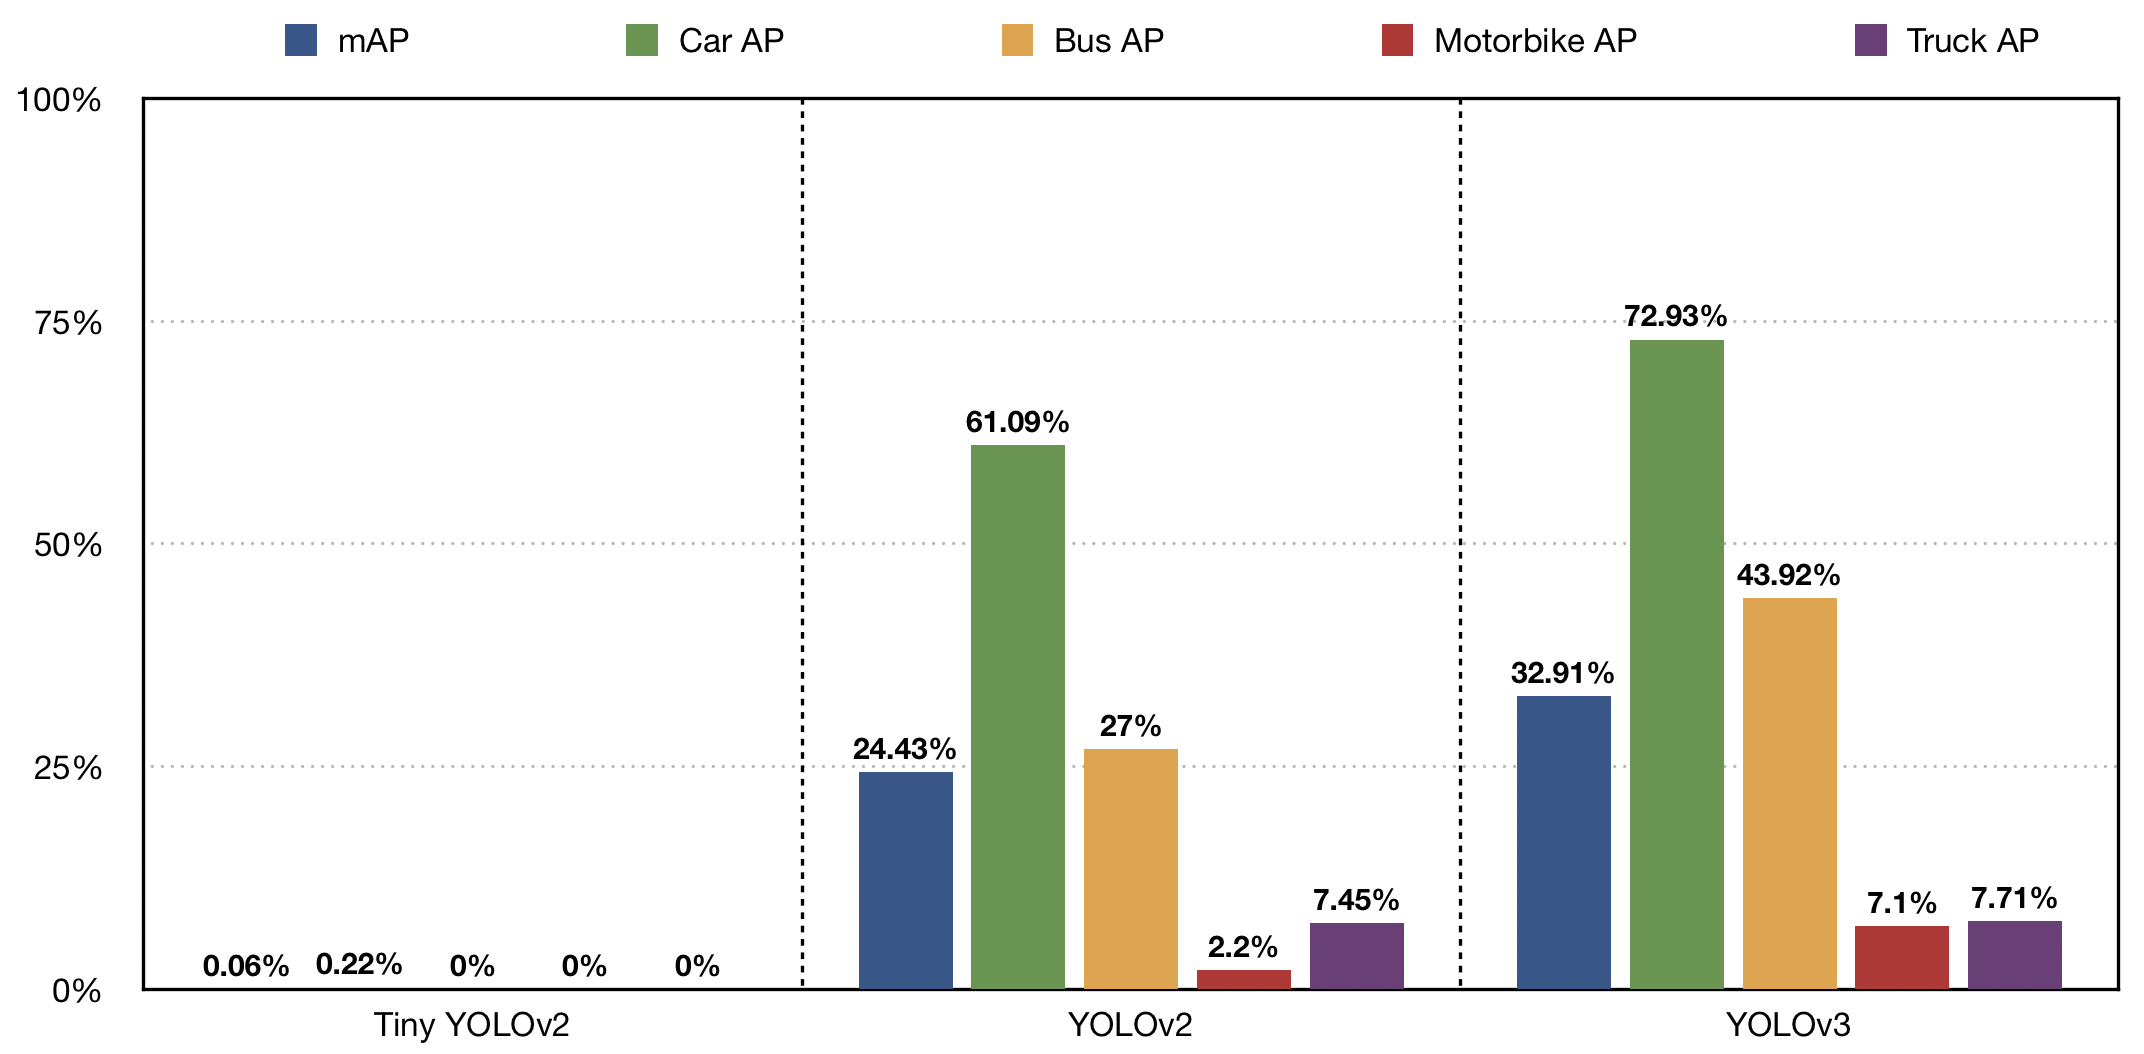 mAP Car AP Bus AP Motorbike AP Truck AP
100%
75%
50%
25%
0%
0.06% 0.22% 0% 0% 0%
24.43% 61.09% 27% 2.2% 7.45%
32.91% 72.93% 43.92% 7.1% 7.71%
Tiny YOLOv2 YOLOv2 YOLOv3